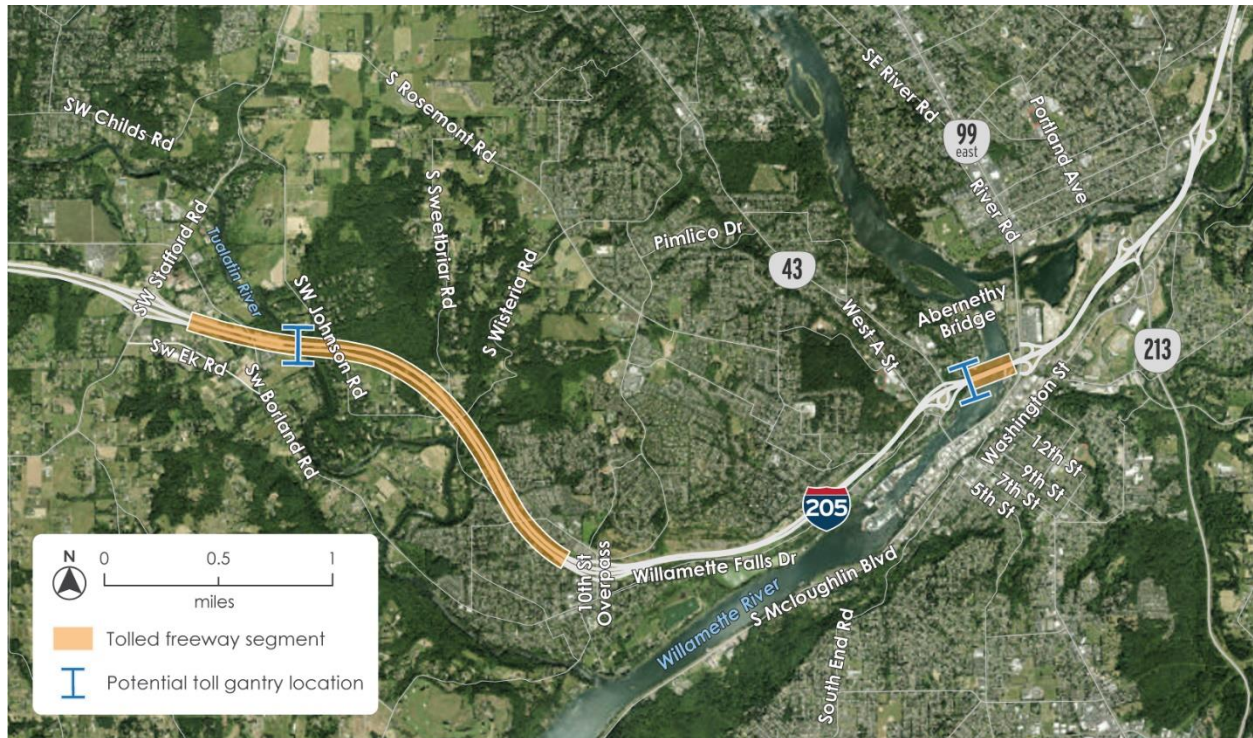 SW Childs Rd
S Rosemont Rd
SE River Rd
Portland Ave
99
east
River Rd
S Sweetbriar Rd
Pimlico Dr
SW Stafford Rd
Tualatin River
S Wisteria Rd
43
SW Johnson Rd
West A St
Abernethy
Bridge
213
Sw Ek Rd
Sw Borland Rd
Washington St
12th St
9th St
7th St
5th St
205
10th St
Overpass
Willamette Falls Dr
Willamette River
S Mcloughlin Blvd
South End Rd
N
0 0.5 1
miles
Tolled freeway segment
Potential toll gantry location